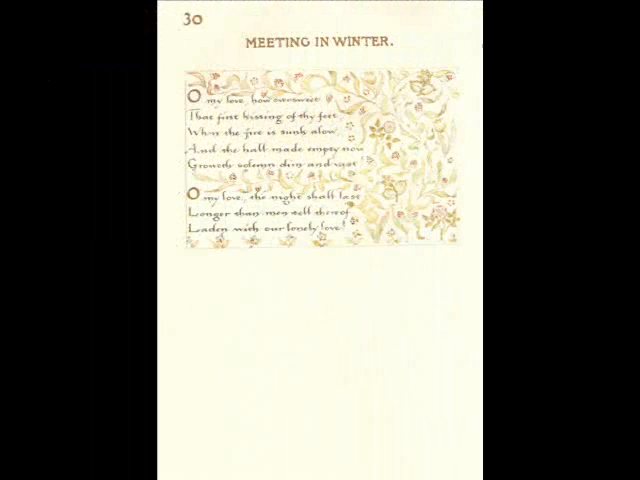 30
MEETING IN WINTER.
O my love, how oversweet
That first kissing of thy feet
When the fire is sunk alow
And the hall made empty now
Groweth solemn dim and vast!
O my love, the night shall last
Longer than men tell thereof
Laden with our lonely love!